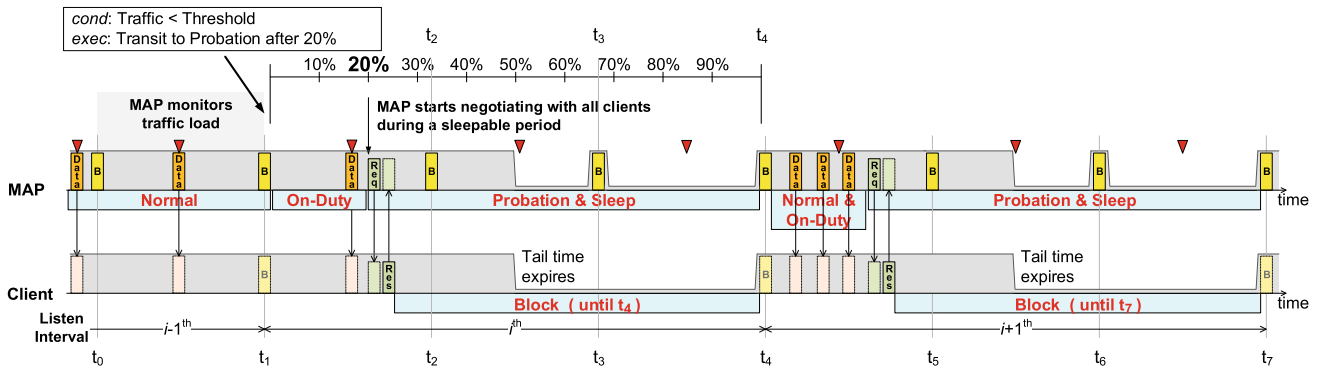 cond: Traffic < Threshold
exec: Transit to Probation after 20%
t2 t3 t4
10% 20% 30% 40% 50% 60% 70% 80% 90%
MAP monitors
traffic load
MAP starts negotiating with all clients
during a sleepable period
Data B Data B Data Req B B B Data Data Data Req B B B
MAP
Normal On-Duty Probation & Sleep Normal &
On-Duty Probation & Sleep
time
B Res Tail time
expires B Res Tail time
expires B
Client
Block ( until t4 ) Block ( until t7 )
time
Listen
Interval
i-1th ith i+1th
t0 t1 t2 t3 t4 t5 t6 t7